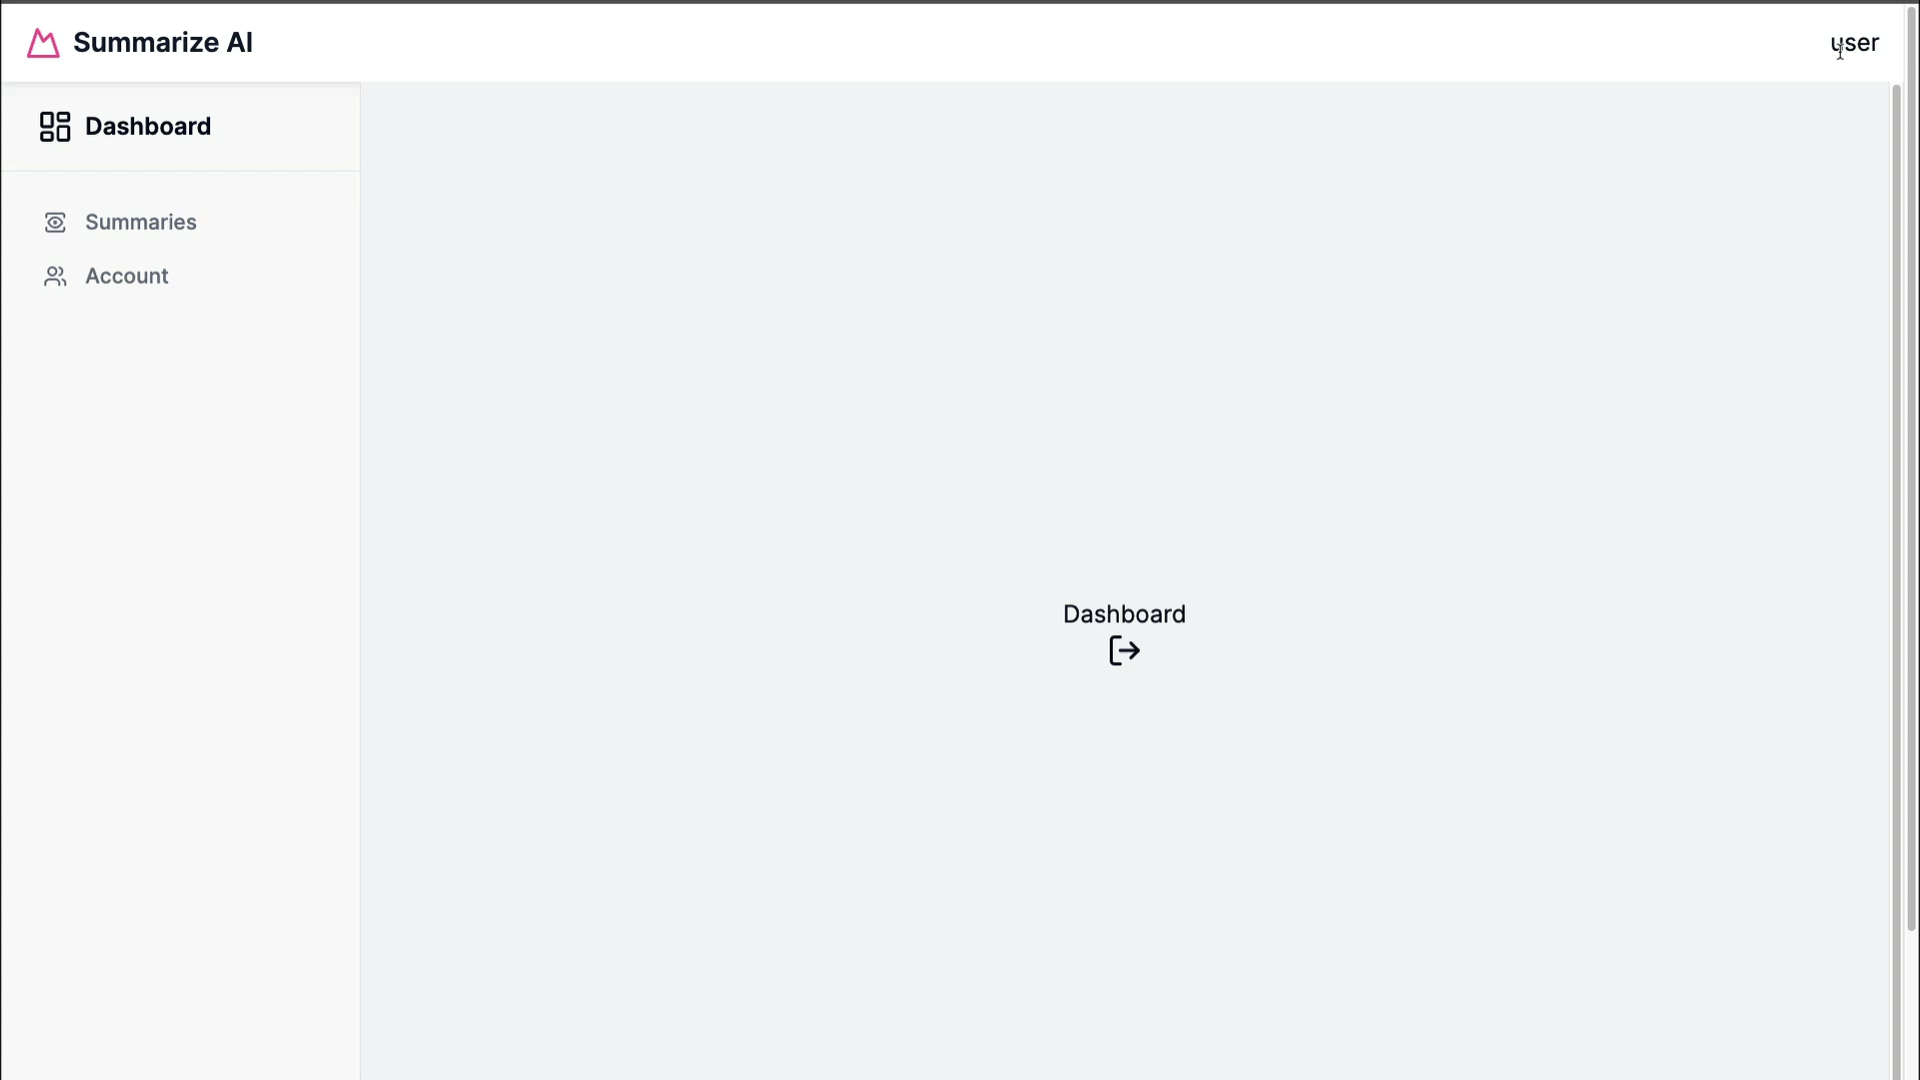 Summarize AI
user
Dashboard
Summaries
Account
Dashboard